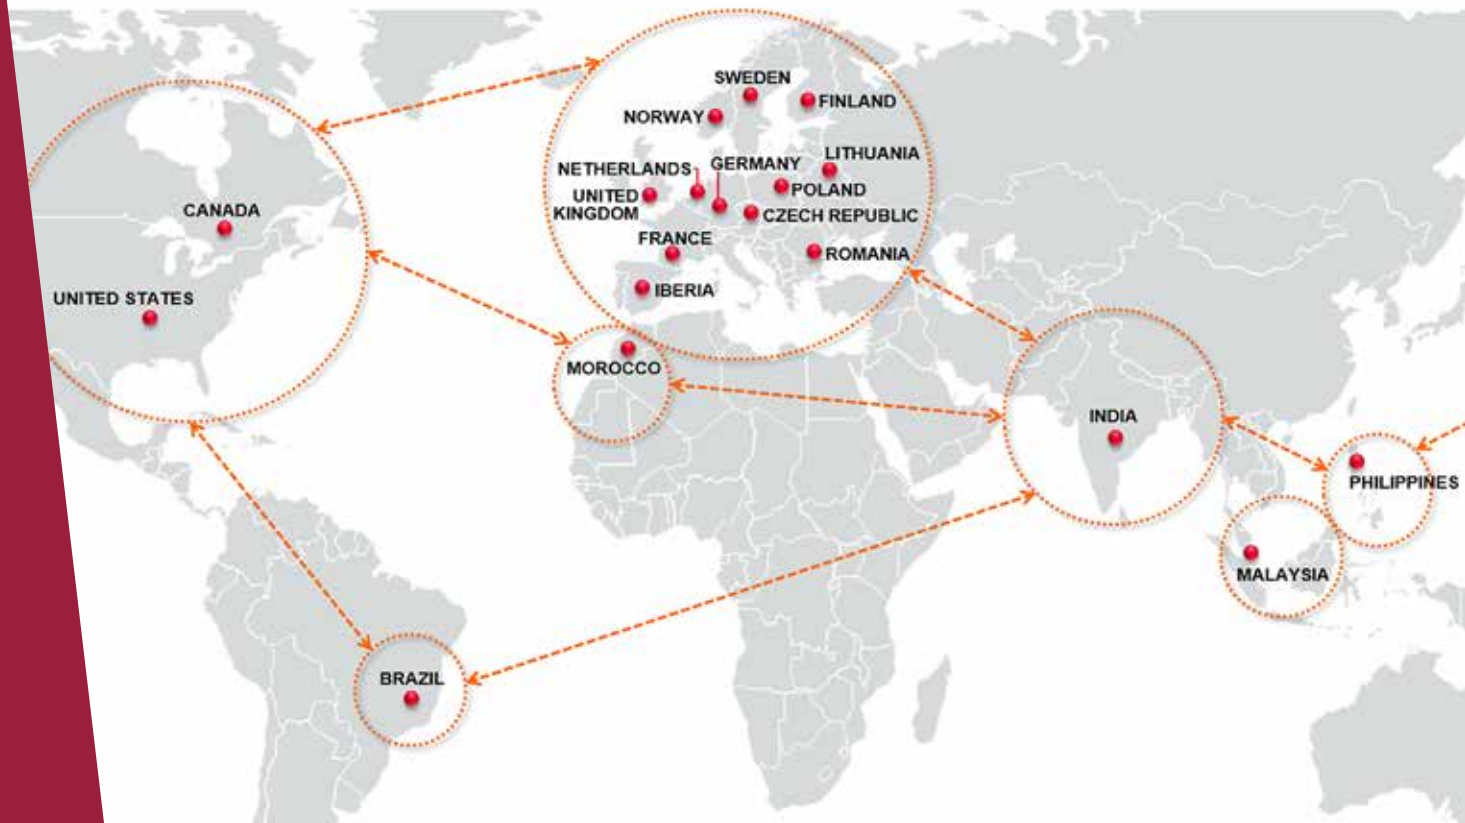 SWEDEN
FINLAND
NORWAY
LITHUANIA
NETHERLANDS
GERMANY
POLAND
UNITED
KINGDOM
CZECH REPUBLIC
CANADA
FRANCE
ROMANIA
IBERIA
UNITED STATES
MOROCCO
INDIA
PHILIPPINES
MALAYSIA
BRAZIL